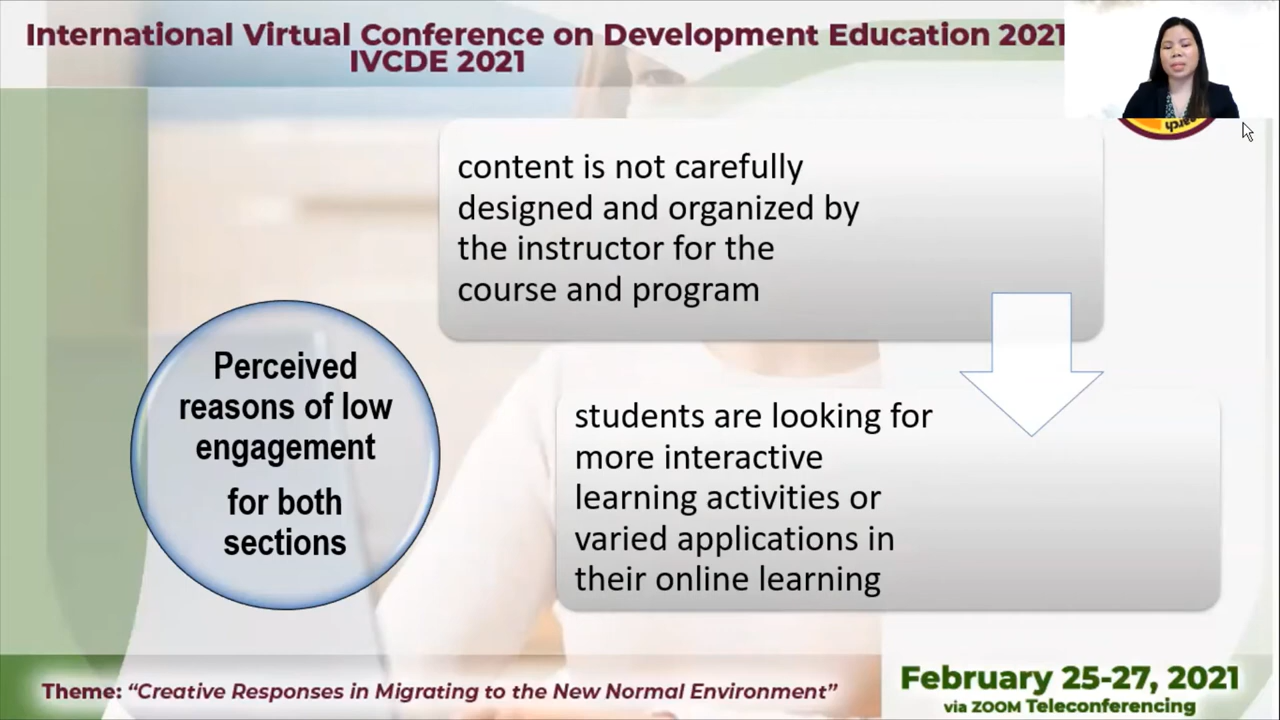 International Virtual Conference on Development Education 2021
IVCDE 2021
content is not carefully
designed and organized by
the instructor for the
course and program
Perceived
reasons of low
engagement
for both
sections
students are looking for
more interactive
learning activities or
varied applications in
their online learning
Theme: “Creative Responses in Migrating to the New Normal Environment”
February 25-27, 2021
via ZOOM Teleconferencing